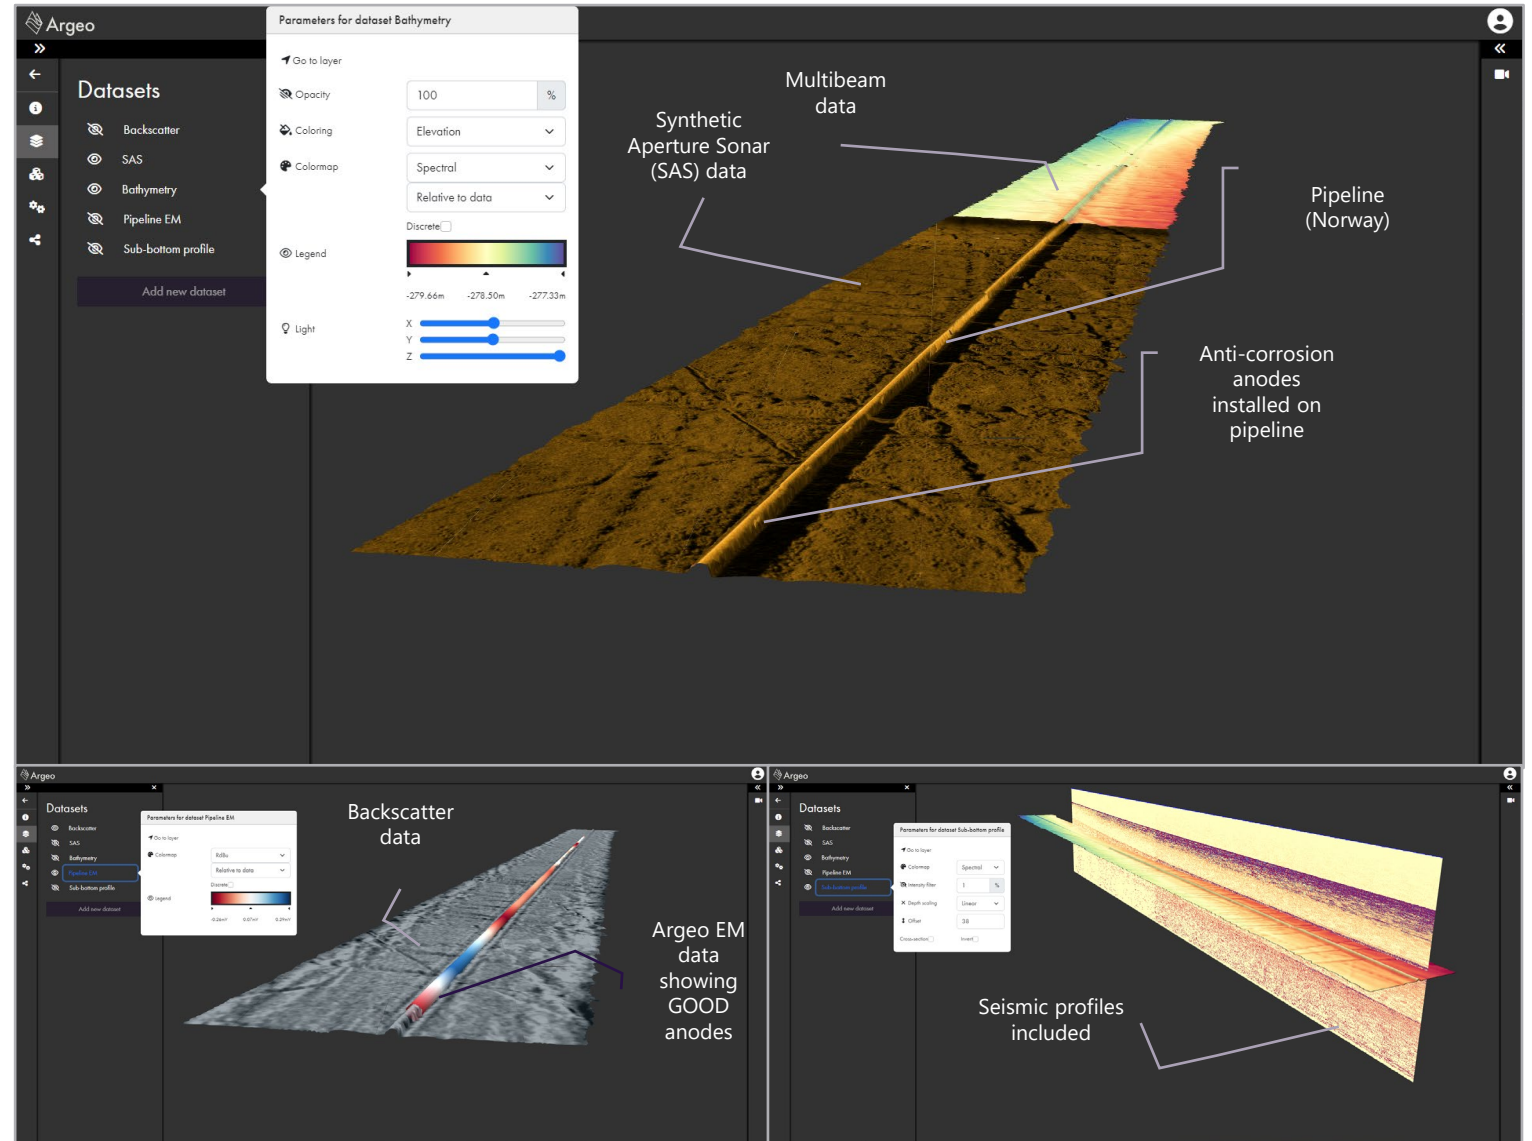 Argeo
Parameters for dataset Bathymetry
Go to layer
Opacity
100
%
Coloring
Elevation
Colormap
Spectral
Relative to data
Discrete
Legend
-279.66m
-278.50m
-277.33m
Light
X
Y
Z
Datasets
Backscatter
SAS
Bathymetry
Pipeline EM
Sub-bottom profile
Add new dataset
Multibeam
data
Synthetic
Aperture Sonar
(SAS) data
Pipeline
(Norway)
Anti-corrosion
anodes
installed on
pipeline
Argeo
Datasets
Backscatter
SAS
Bathymetry
Pipeline EM
Sub-bottom profile
Add new dataset
Parameters for dataset Pipeline EM
Go to layer
Colormap
RdBu
Relative to data
Discrete
Legend
-0.26mV
0.07mV
0.39mV
Backscatter
data
Argeo EM
data
showing
GOOD
anodes
Argeo
Datasets
Backscatter
SAS
Bathymetry
Pipeline EM
Sub-bottom profile
Add new dataset
Parameters for dataset Sub-bottom profile
Go to layer
Colormap
Spectral
Intensity filter
1
%
Depth scaling
Linear
Offset
38
Cross-section
Invert
Seismic profiles
included